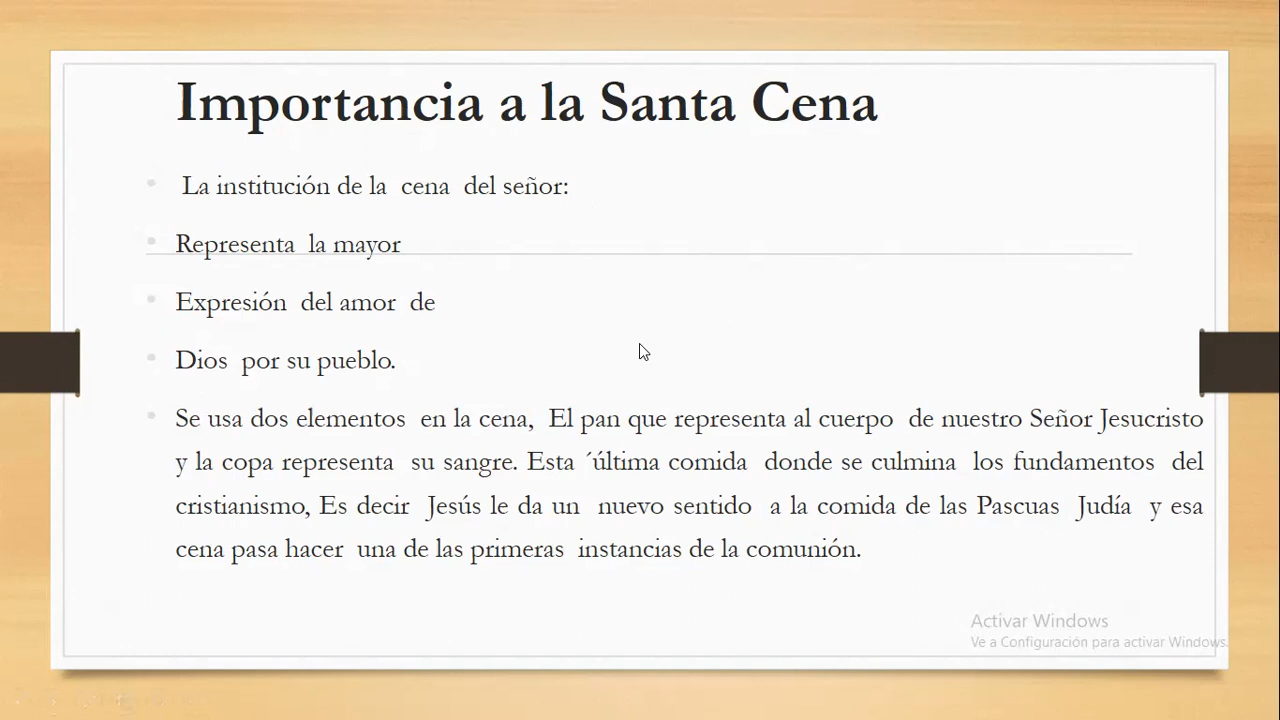 Importancia a la Santa Cena
La institución de la cena del señor:
Representa la mayor
Expresión del amor de
Dios por su pueblo.
Se usa dos elementos en la cena, El pan que representa al cuerpo de nuestro Señor Jesucristo
y la copa representa su sangre. Esta ´última comida donde se culmina los fundamentos del
cristianismo, Es decir Jesús le da un nuevo sentido a la comida de las Pascuas Judía y esa
cena pasa hacer una de las primeras instancias de la comunión.
Activar Windows
Ve a Configuración para activar Windows.